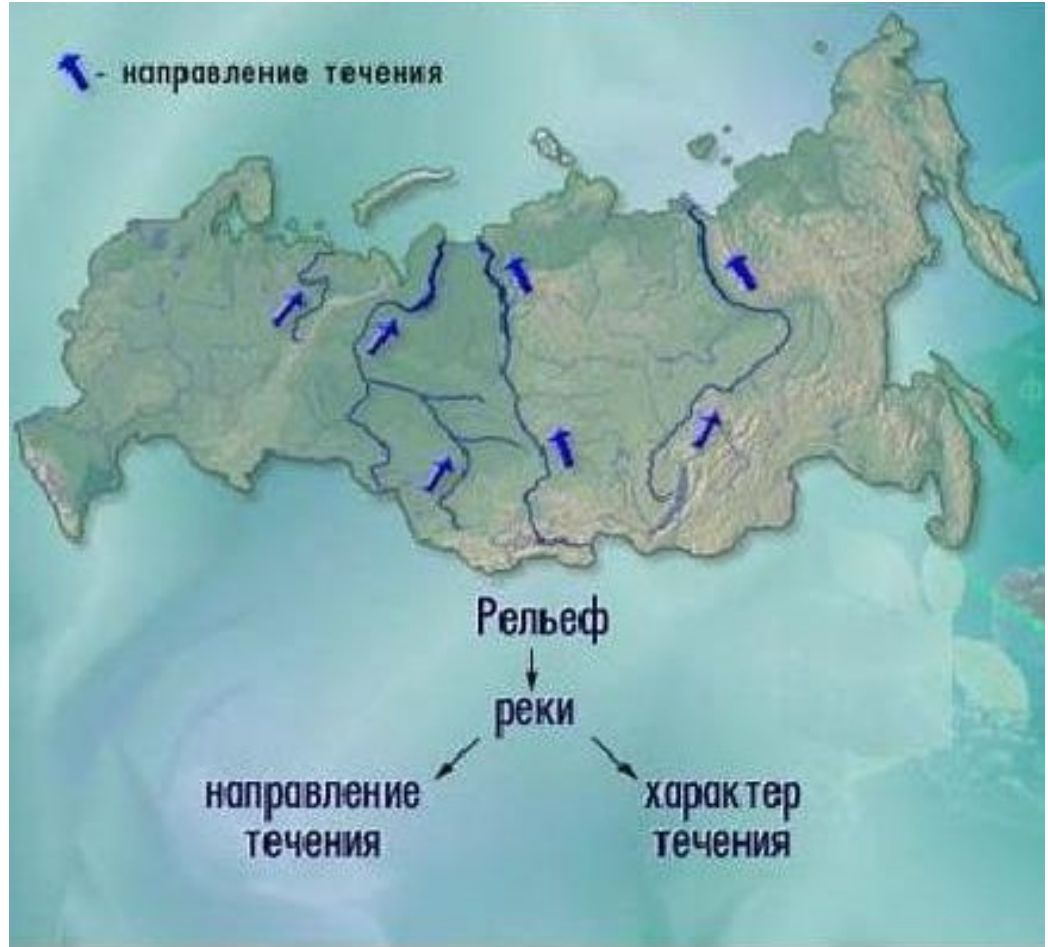 - направление течения
Рельеф
реки
направление
течения
характер
течения